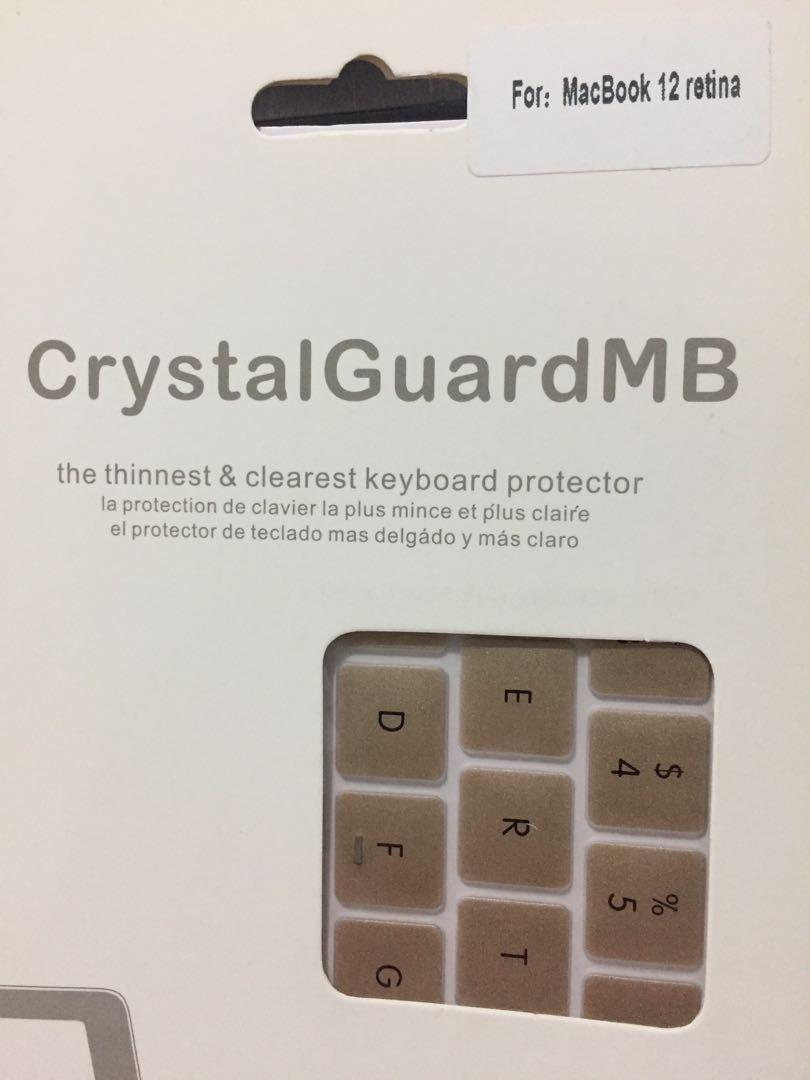 For: MacBook 12 retina
CrystalGuardMB
the thinnest & clearest keyboard protector
la protection de clavier la plus mince et plus claire
el protector de teclado mas delgádo y más claro
D
E
$
4
F
R
%
5
G
T